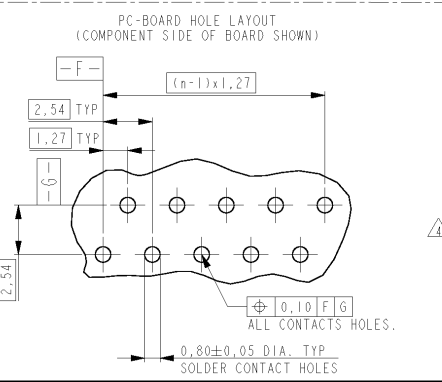 PC-BOARD HOLE LAYOUT
(COMPONENT SIDE OF BOARD SHOWN)
-F-
(n-1)x1,27
2,54 TYP
1,27 TYP
-G-
2,54
4
⌖ 0,10 F G
ALL CONTACTS HOLES.
0,80±0,05 DIA. TYP
SOLDER CONTACT HOLES